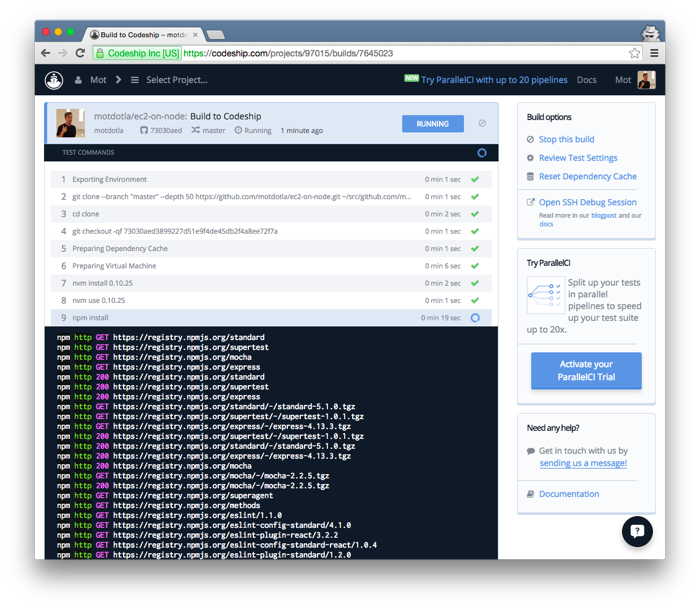 Build to Codeship – motdotla
Codeship Inc [US] https://codeship.com/projects/97015/builds/7645023
Mot Select Project... NEW Try ParallelCI with up to 20 pipelines Docs Mot
motdotla/ec2-on-node: Build to Codeship
motdotla 73030aed master Running 1 minute ago
RUNNING
TEST COMMANDS
1 Exporting Environment 0 min 1 sec
2 git clone --branch "master" --depth 50 https://github.com/motdotla/ec2-on-node.git ~/src/github.com/m... 0 min 1 sec
3 cd clone 0 min 2 sec
4 git checkout -qf 73030aed3899227d51e9f4de45db2f4a8ee72f7a 0 min 1 sec
5 Preparing Dependency Cache 0 min 1 sec
6 Preparing Virtual Machine 0 min 6 sec
7 nvm install 0.10.25 0 min 2 sec
8 nvm use 0.10.25 0 min 1 sec
9 npm install 0 min 19 sec
npm http GET https://registry.npmjs.org/standard
npm http GET https://registry.npmjs.org/supertest
npm http GET https://registry.npmjs.org/mocha
npm http GET https://registry.npmjs.org/express
npm http 200 https://registry.npmjs.org/standard
npm http 200 https://registry.npmjs.org/supertest
npm http 200 https://registry.npmjs.org/express
npm http GET https://registry.npmjs.org/standard/-/standard-5.1.0.tgz
npm http GET https://registry.npmjs.org/supertest/-/supertest-1.0.1.tgz
npm http GET https://registry.npmjs.org/express/-/express-4.13.3.tgz
npm http 200 https://registry.npmjs.org/supertest/-/supertest-1.0.1.tgz
npm http 200 https://registry.npmjs.org/standard/-/standard-5.1.0.tgz
npm http 200 https://registry.npmjs.org/express/-/express-4.13.3.tgz
npm http 200 https://registry.npmjs.org/mocha
npm http GET https://registry.npmjs.org/mocha/-/mocha-2.2.5.tgz
npm http 200 https://registry.npmjs.org/mocha/-/mocha-2.2.5.tgz
npm http GET https://registry.npmjs.org/superagent
npm http GET https://registry.npmjs.org/methods
npm http GET https://registry.npmjs.org/eslint/1.1.0
npm http GET https://registry.npmjs.org/eslint-config-standard/4.1.0
npm http GET https://registry.npmjs.org/eslint-plugin-react/3.2.2
npm http GET https://registry.npmjs.org/eslint-config-standard-react/1.0.4
npm http GET https://registry.npmjs.org/eslint-plugin-standard/1.2.0
Build options
Stop this build
Review Test Settings
Reset Dependency Cache
Open SSH Debug Session
Read more in our blogpost and our
docs
Try ParallelCI
Split up your tests
in parallel
pipelines to speed
up your test suite
up to 20x.
Activate your
ParallelCI Trial
Need any help?
Get in touch with us by
sending us a message!
Documentation